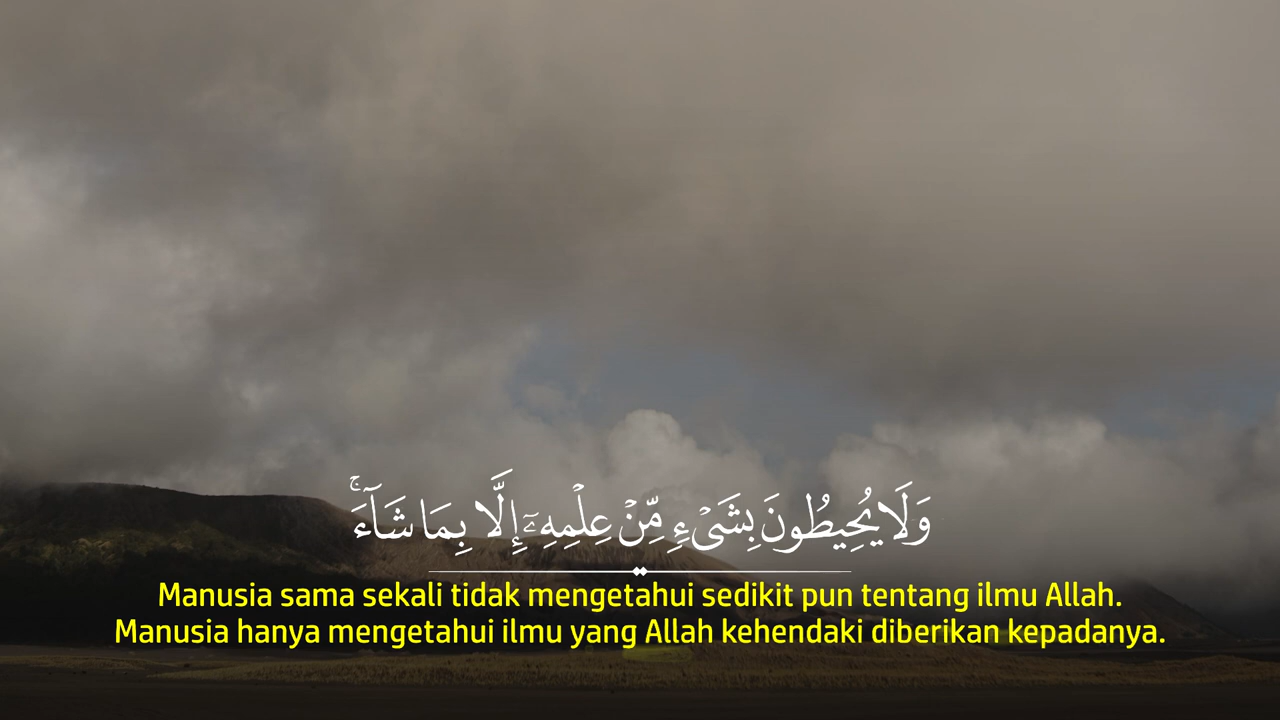 وَلَا يُحِيطُونَ بِشَىْءٍ مِّنْ عِلْمِهِۦٓ إِلَّا بِمَا شَآءَ ۚ
Manusia sama sekali tidak mengetahui sedikit pun tentang ilmu Allah.
Manusia hanya mengetahui ilmu yang Allah kehendaki diberikan kepadanya.